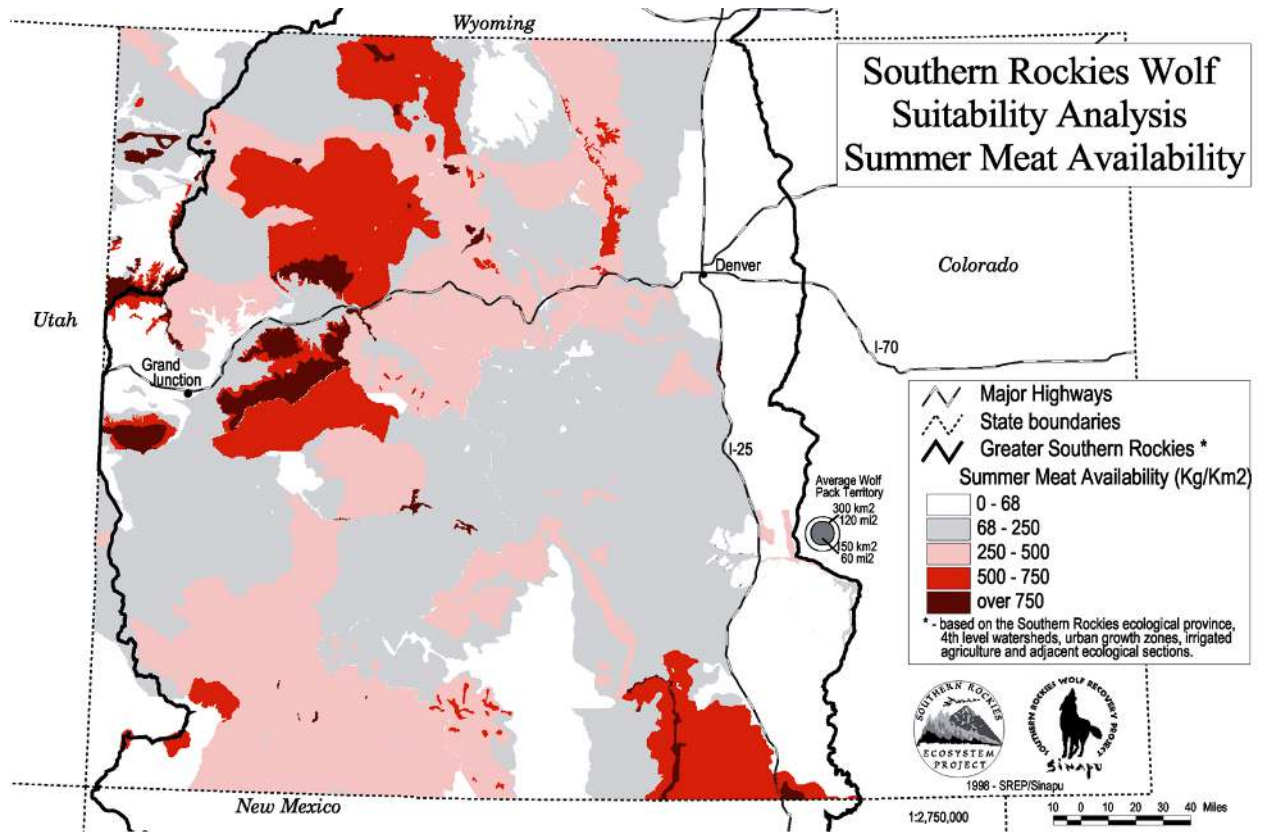 Wyoming
Southern Rockies Wolf
Suitability Analysis
Summer Meat Availability
Denver
Colorado
Utah
I-70
Grand
Junction
Major Highways
State boundaries
Greater Southern Rockies *
Summer Meat Availability (Kg/Km2)
0 - 68
68 - 250
250 - 500
500 - 750
over 750
* - based on the Southern Rockies ecological province,
4th level watersheds, urban growth zones, irrigated
agriculture and adjacent ecological sections.
I-25
Average Wolf
Pack Territory
300 km2
120 mi2
150 km2
60 mi2
SOUTHERN ROCKIES
ECOSYSTEM
PROJECT
SOUTHERN ROCKIES WOLF RECOVERY PROJECT
Sinapu
1998 - SREP/Sinapu
New Mexico
1:2,750,000
10 0 10 20 30 40 Miles